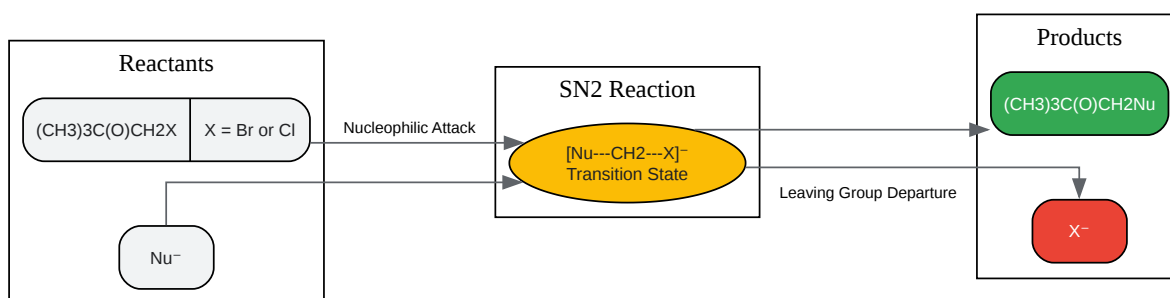 Reactants
(CH3)3C(O)CH2X
X = Br or Cl
Nu⁻
Nucleophilic Attack
SN2 Reaction
[Nu---CH2---X]⁻
Transition State
Leaving Group Departure
Products
(CH3)3C(O)CH2Nu
X⁻